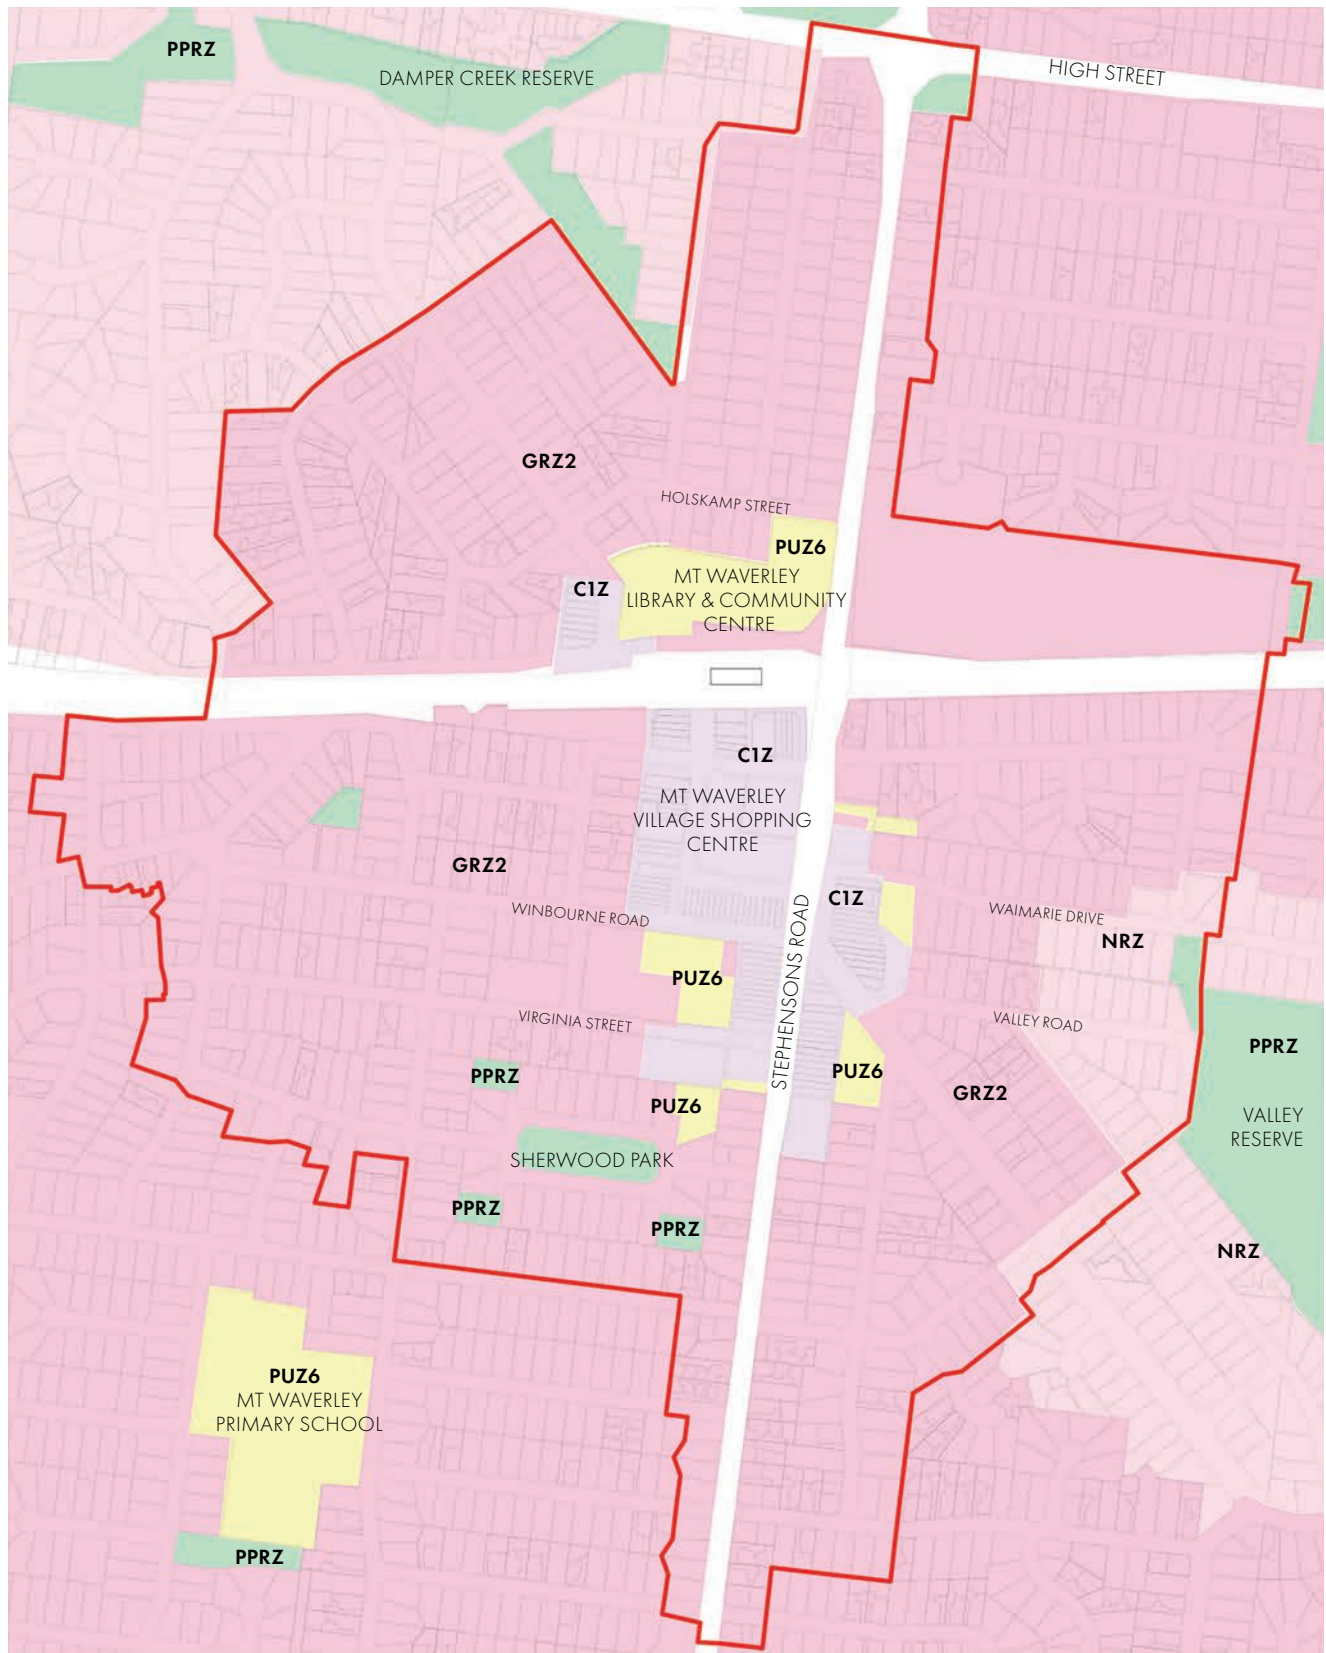 PPRZ
DAMPER CREEK RESERVE
HIGH STREET
GRZ2
HOLSKAMP STREET
PUZ6
MT WAVERLEY
LIBRARY & COMMUNITY
CENTRE
C1Z
C1Z
MT WAVERLEY
VILLAGE SHOPPING
CENTRE
GRZ2
C1Z
WINBOURNE ROAD
WAIMARIE DRIVE
NRZ
STEPHENSONS ROAD
PUZ6
VIRGINIA STREET
VALLEY ROAD
PPRZ
VALLEY
RESERVE
PPRZ
PUZ6
GRZ2
PUZ6
SHERWOOD PARK
PPRZ
PPRZ
NRZ
PUZ6
MT WAVERLEY
PRIMARY SCHOOL
PPRZ